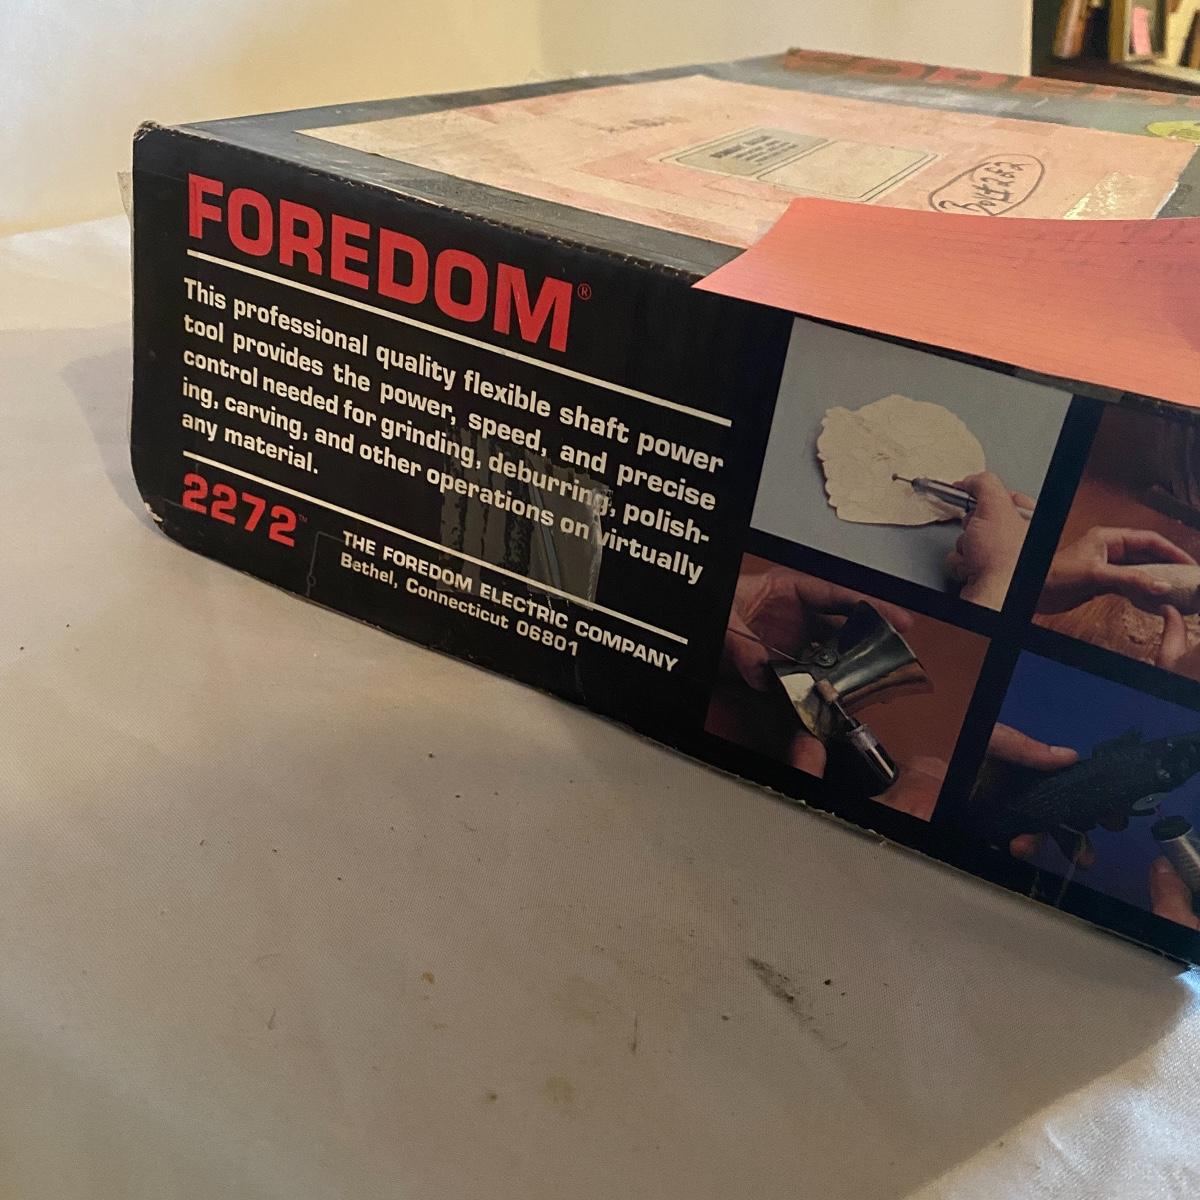 FOREDOM®
This professional quality flexible shaft power
tool provides the power, speed, and precise
control needed for grinding, deburring, polish-
ing, carving, and other operations on virtually
any material.
2272™
THE FOREDOM ELECTRIC COMPANY
Bethel, Connecticut 06801